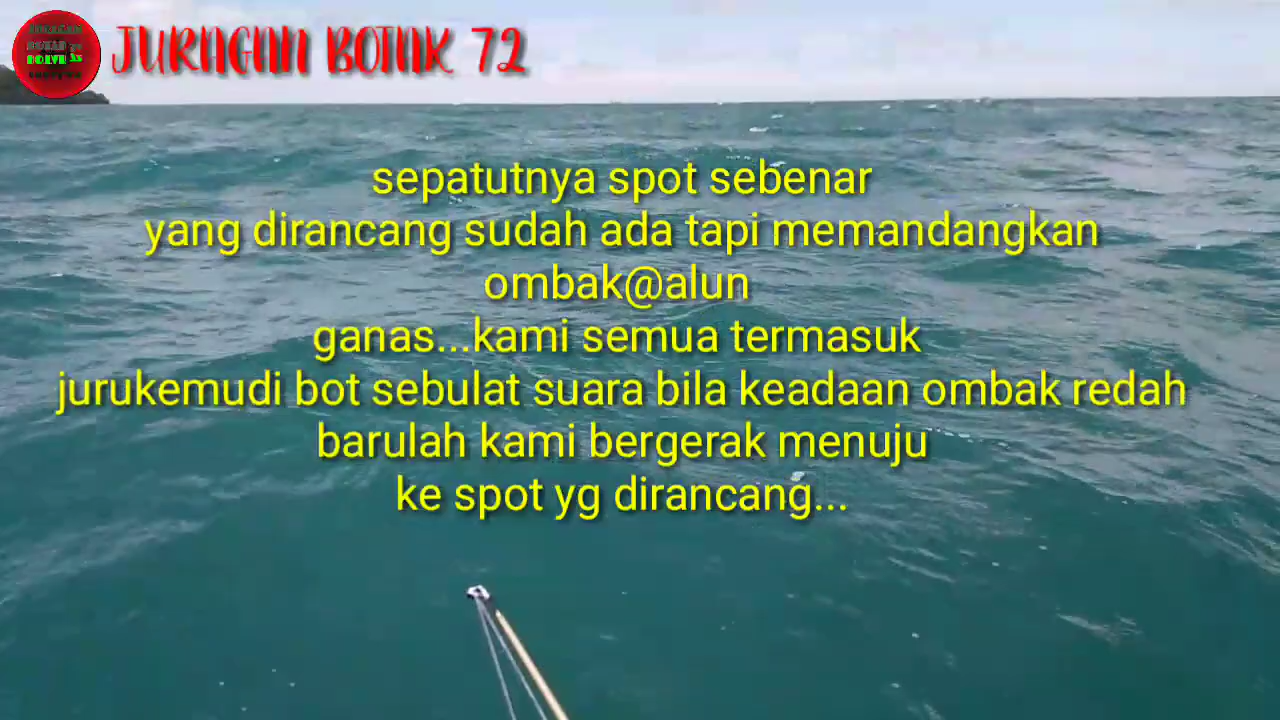 JURAGAN BOTAK 72
sepatutnya spot sebenar
yang dirancang sudah ada tapi memandangkan
ombak@alun
ganas...kami semua termasuk
jurukemudi bot sebulat suara bila keadaan ombak redah
barulah kami bergerak menuju
ke spot yg dirancang...